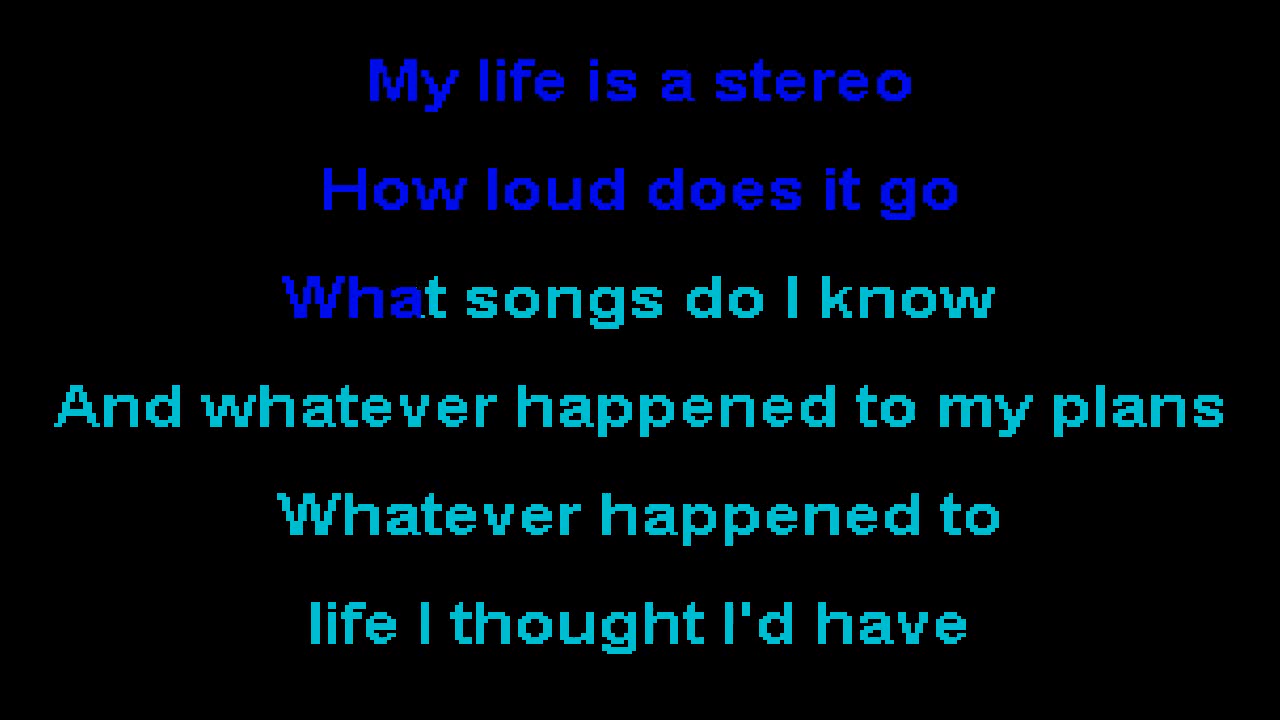 My life is a stereo
How loud does it go
What songs do I know
And whatever happened to my plans
Whatever happened to
life I thought I'd have